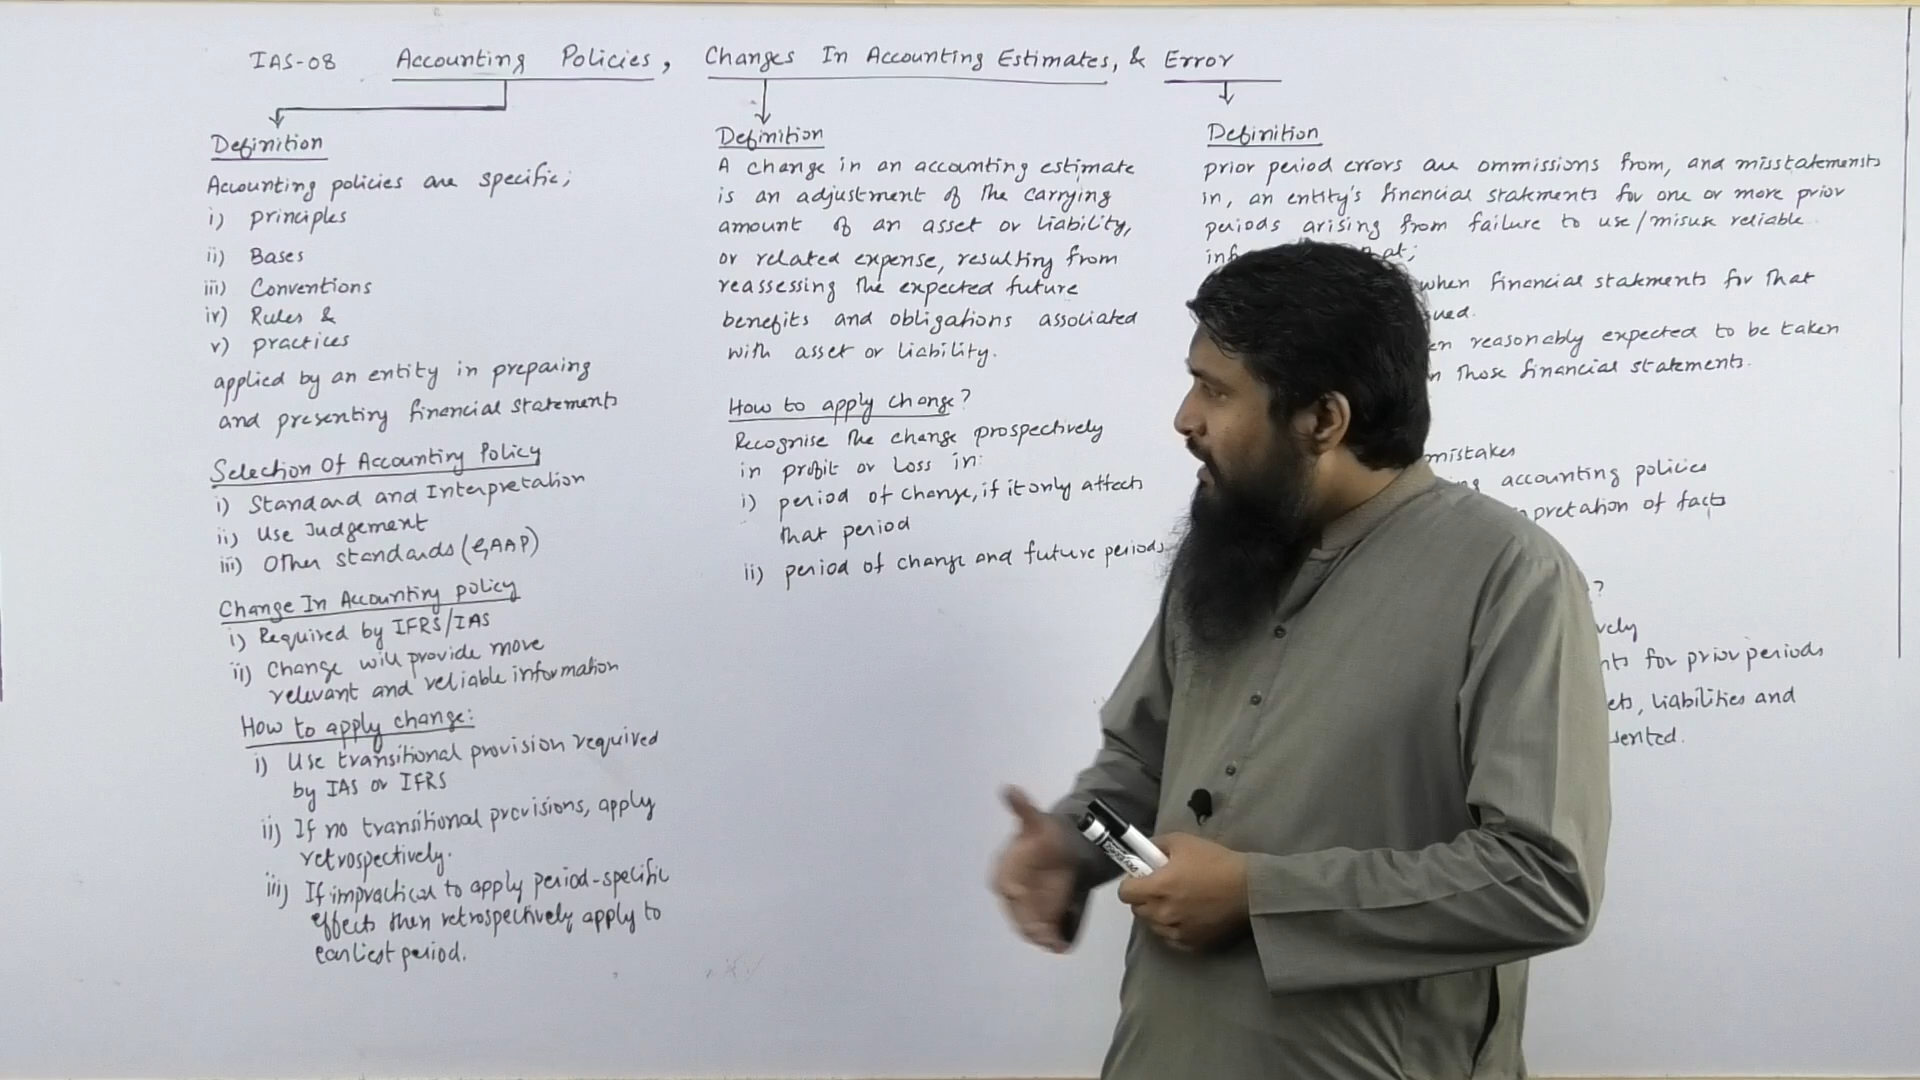 IAS-08 Accounting Policies, Changes In Accounting Estimates, & Error
Definition
Accounting policies are specific;
i) principles
ii) Bases
iii) Conventions
iv) Rules &
v) practices
applied by an entity in preparing
and presenting financial statements
Selection Of Accounting Policy
i) Standard and Interpretation
ii) Use Judgement
iii) Other standards (GAAP)
Change In Accounting policy
i) Required by IFRS/IAS
ii) Change will provide more
relevant and reliable information
How to apply change:
i) Use transitional provision required
by IAS or IFRS
ii) If no transitional provisions, apply
retrospectively.
iii) If impractical to apply period-specific
effects then retrospectively apply to
earliest period.
Definition
A change in an accounting estimate
is an adjustment of the carrying
amount of an asset or liability,
or related expense, resulting from
reassessing the expected future
benefits and obligations associated
with asset or liability.
How to apply change?
Recognise the change prospectively
in profit or Loss in:
i) period of change, if it only affects
that period
ii) period of change and future periods
Definition
prior period errors are ommissions from, and misstatements
in, an entity's financial statements for one or more prior
periods arising from failure to use/misuse reliable
inf at;
when financial statements for that
sued.
en reasonably expected to be taken
n those financial statements.
mistakes
accounting policies
pretation of facts
?
vely
nts for prior periods
ets, liabilities and
sented.